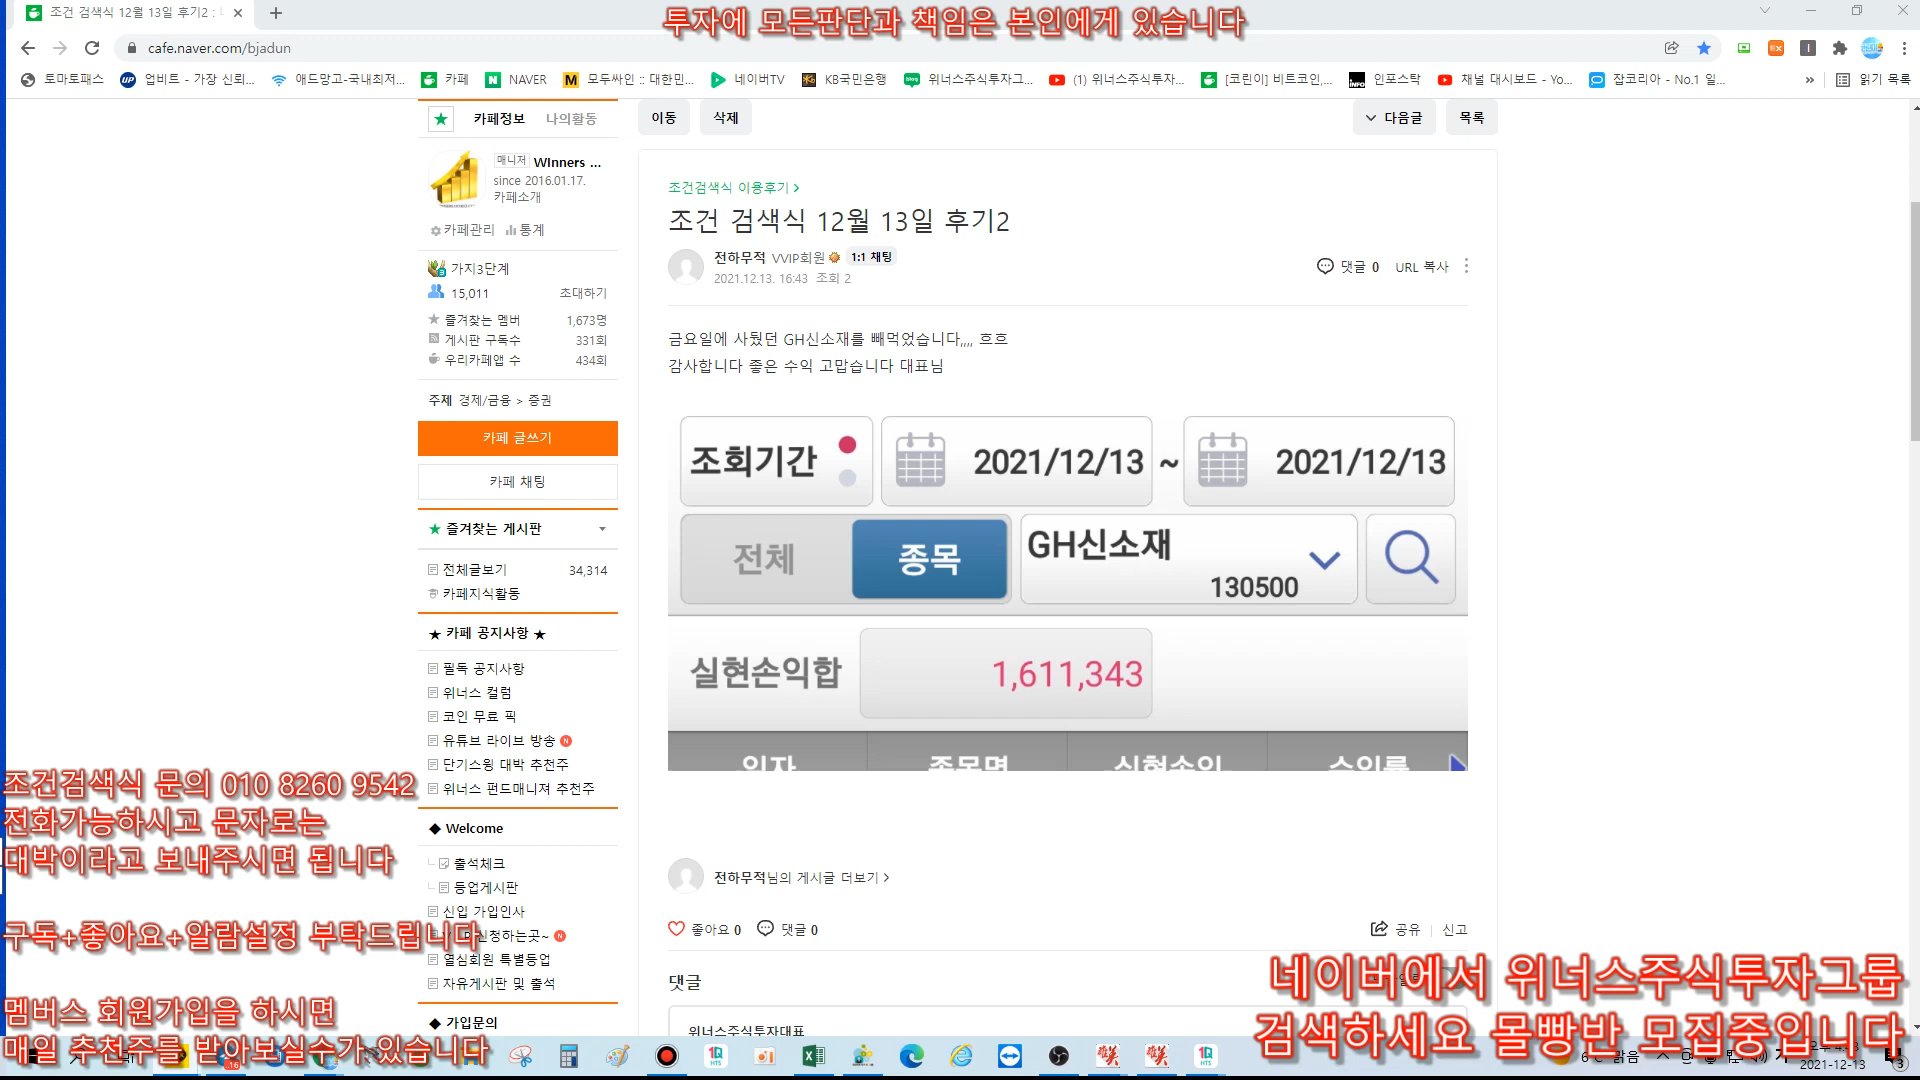 조건 검색식 12월 13일 후기2 :
투자에 모든판단과 책임은 본인에게 있습니다
cafe.naver.com/bjadun
토마토패스
업비트 - 가장 신뢰...
애드망고-국내최저...
카페
NAVER
모두싸인 :: 대한민...
네이버TV
KB국민은행
위너스주식투자그...
(1) 위너스주식투자...
[코린이] 비트코인,...
인포스탁
채널 대시보드 - Yo...
잡코리아 - No.1 일...
»
읽기 목록
카페정보 나의활동
이동 삭제
다음글 목록
매니저 WInners ...
since 2016.01.17.
카페소개
카페관리 통계
가지3단계
15,011 초대하기
즐겨찾는 멤버 1,673명
게시판 구독수 331회
우리카페앱 수 434회
주제 경제/금융 > 증권
카페 글쓰기
카페 채팅
즐겨찾는 게시판
전체글보기 34,314
카페지식활동
★ 카페 공지사항 ★
필독 공지사항
위너스 컬럼
코인 무료 픽
유튜브 라이브 방송 N
단기스윙 대박 추천주
위너스 펀드매니져 추천주
◆ Welcome
출석체크
등업게시판
신입 가입인사
신청하는곳~ N
열심회원 특별등업
자유게시판 및 출석
◆ 가입문의
조건검색식 이용후기 >
조건 검색식 12월 13일 후기2
전하무적 VVIP회원 1:1 채팅
2021.12.13. 16:43 조회 2
댓글 0 URL 복사
금요일에 사뒀던 GH신소재를 빼먹었습니다,,,, 흐흐
감사합니다 좋은 수익 고맙습니다 대표님
조회기간 2021/12/13 ~ 2021/12/13
전체 종목 GH신소재
130500
실현손익합 1,611,343
일자 종목명 실현손익 수익률
전하무적님의 게시글 더보기 >
좋아요 0 댓글 0
공유 신고
댓글
위너스주식투자대표
조건검색식 문의 010 8260 9542
전화가능하시고 문자로는
대박이라고 보내주시면 됩니다
구독+좋아요+알람설정 부탁드립니다
멤버스 회원가입을 하시면
매일 추천주를 받아보실수가 있습니다
네이버에서 위너스주식투자그룹
검색하세요 몰빵반 모집중입니다
맑음
2021-12-13